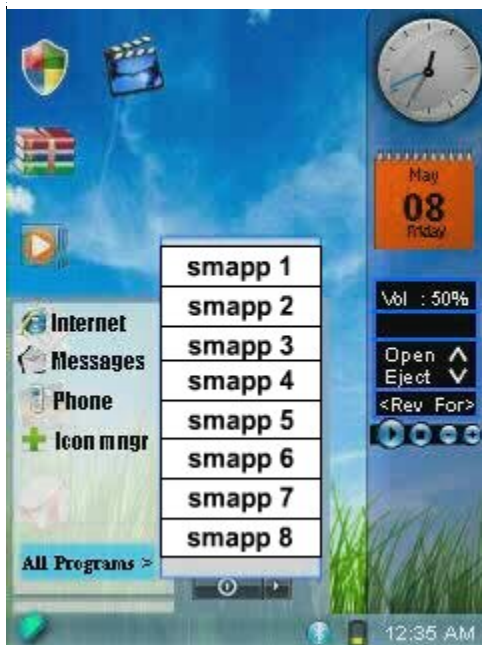 smapp 1
smapp 2
smapp 3
smapp 4
smapp 5
smapp 6
smapp 7
smapp 8
Internet
Messages
Phone
Icon mngr
All Programs >
May
08
Friday
Vol : 50%
Open
Eject
<Rev For>
12:35 AM